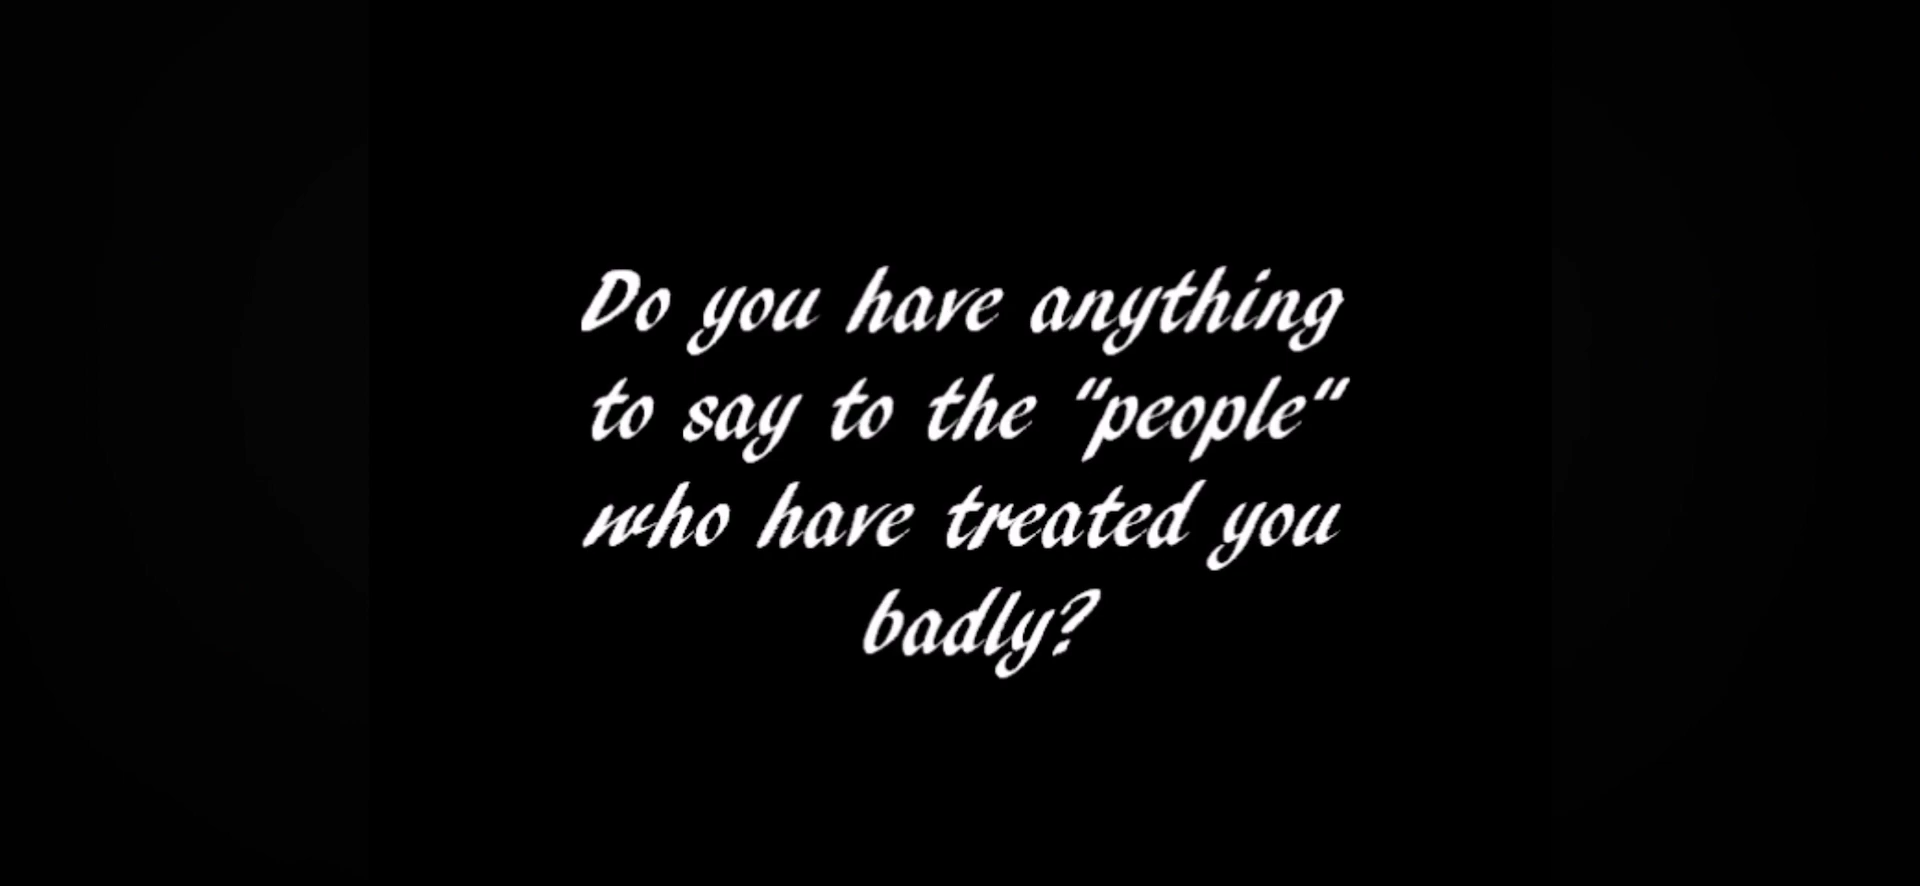 Do you have anything
to say to the "people"
who have treated you
badly?